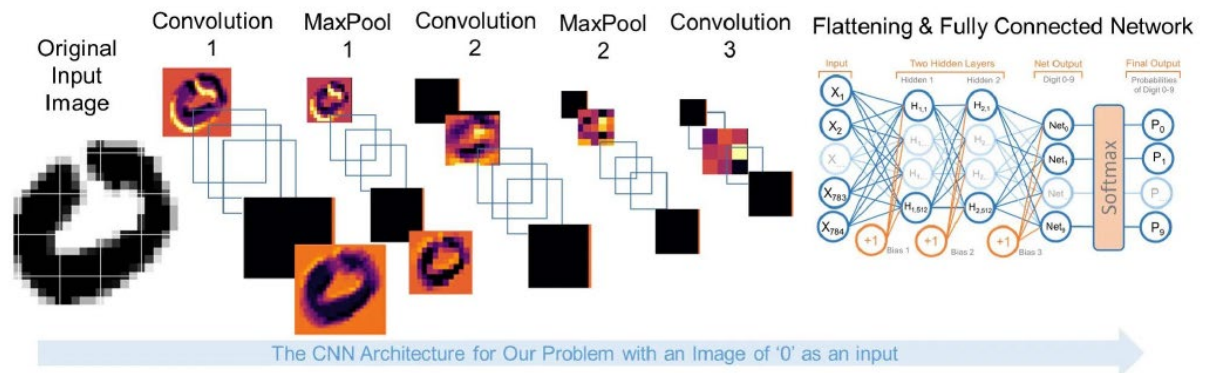 Original
Input
Image
Convolution
1
MaxPool
1
Convolution
2
MaxPool
2
Convolution
3
Flattening & Fully Connected Network
Input
Two Hidden Layers
Net Output
Final Output
Hidden 1
Hidden 2
Digit 0-9
Probabilities
of Digit 0-9
X1
X2
X
X783
X784
H1,1
H1,
H1,512
H2,1
H2,512
Net0
Net1
Net
Net9
Softmax
P0
P1
P
P9
+1
Bias 1
+1
Bias 2
+1
Bias 3
The CNN Architecture for Our Problem with an Image of '0' as an input